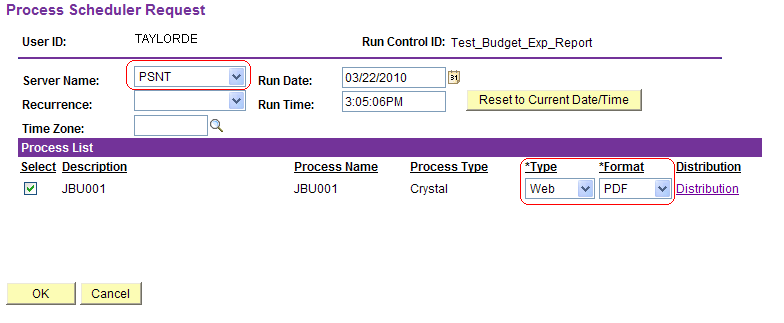 Process Scheduler Request
User ID: TAYLORDE Run Control ID: Test_Budget_Exp_Report
Server Name: PSNT Run Date: 03/22/2010 31
Recurrence: Run Time: 3:05:06PM Reset to Current Date/Time
Time Zone:
Process List
Select Description Process Name Process Type *Type *Format Distribution
JBU001 JBU001 Crystal Web PDF Distribution
OK Cancel